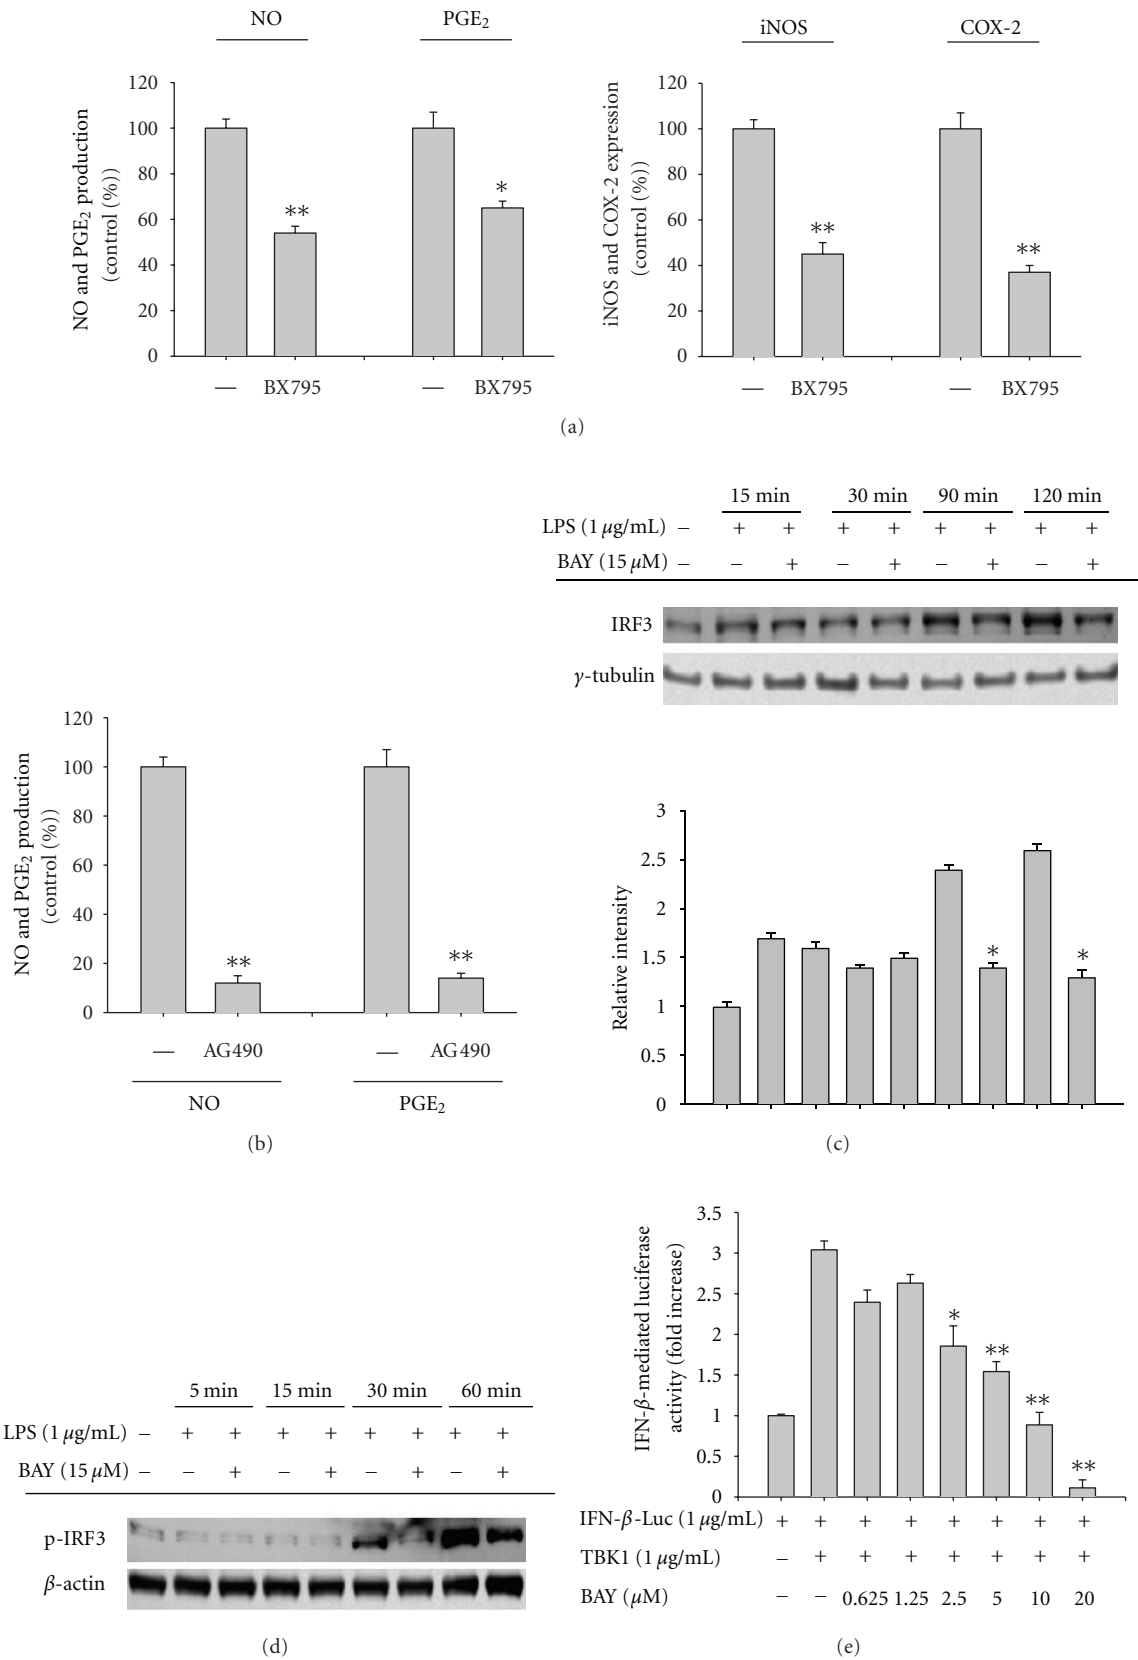 NO PGE2
NO and PGE2 production
(control (%))
120
100
80
60
40
20
0
** *
— BX795 — BX795
iNOS COX-2
iNOS and COX-2 expression
(control (%))
120
100
80
60
40
20
0
** **
— BX795 — BX795
(a)
NO and PGE2 production
(control (%))
120
100
80
60
40
20
0
** **
— AG490 — AG490
NO PGE2
(b)
15 min 30 min 90 min 120 min
LPS (1 μg/mL) − + + + + + + + +
BAY (15 μM) − − + − + − + − +
IRF3
γ-tubulin
Relative intensity
3
2.5
2
1.5
1
0.5
0
* *
(c)
5 min 15 min 30 min 60 min
LPS (1 μg/mL) − + + + + + + + +
BAY (15 μM) − − + − + − + − +
p-IRF3
β-actin
(d)
IFN-β-mediated luciferase
activity (fold increase)
3.5
3
2.5
2
1.5
1
0.5
0
* ** ** **
IFN-β-Luc (1 μg/mL) + + + + + + + +
TBK1 (1 μg/mL) − + + + + + + +
BAY (μM) − − 0.625 1.25 2.5 5 10 20
(e)